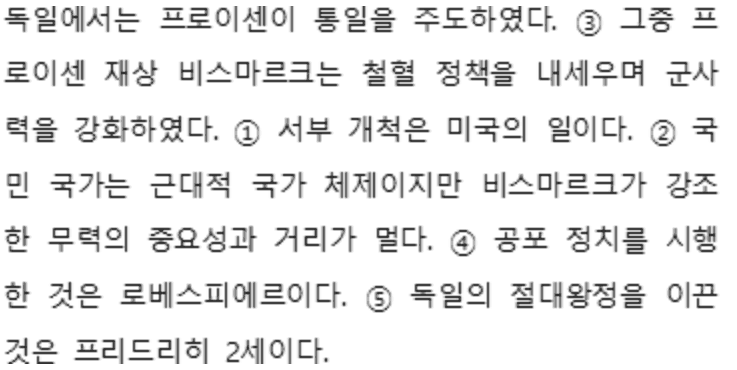 독일에서는 프로이센이 통일을 주도하였다. ③ 그중 프
로이센 재상 비스마르크는 철혈 정책을 내세우며 군사
력을 강화하였다. ① 서부 개척은 미국의 일이다. ② 국
민 국가는 근대적 국가 체제이지만 비스마르크가 강조
한 무력의 중요성과 거리가 멀다. ④ 공포 정치를 시행
한 것은 로베스피에르이다. ⑤ 독일의 절대왕정을 이끈
것은 프리드리히 2세이다.